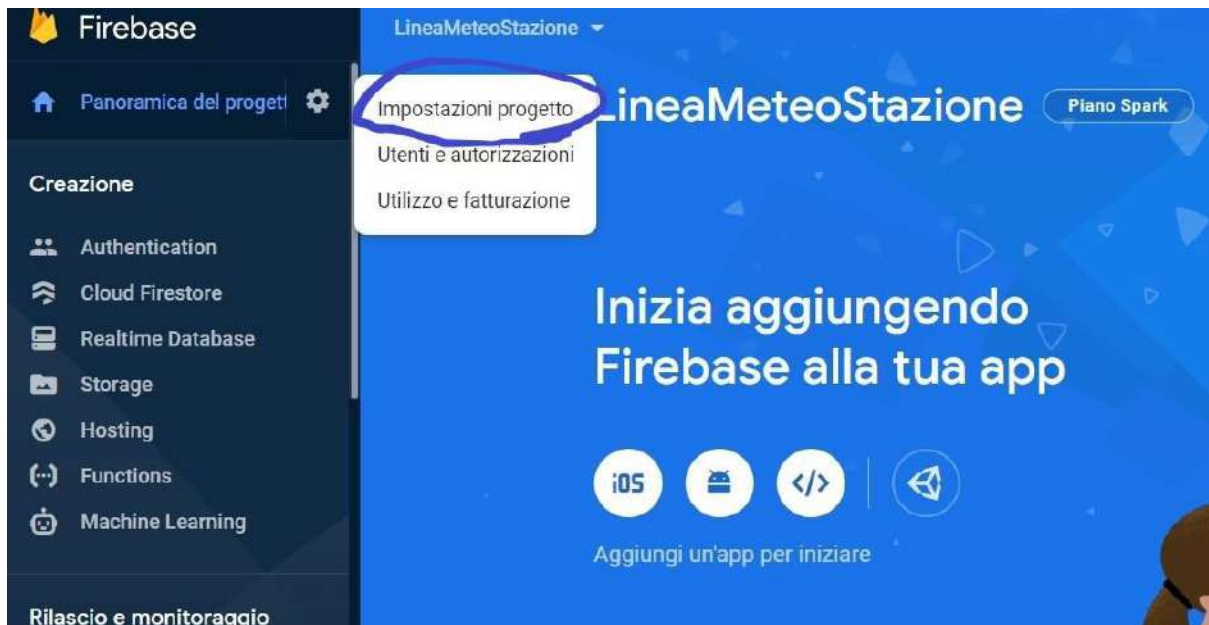 Firebase
LineaMeteoStazione
Panoramica del progett
Impostazioni progetto
Utenti e autorizzazioni
Utilizzo e fatturazione
LineaMeteoStazione
Piano Spark
Creazione
Authentication
Cloud Firestore
Realtime Database
Storage
Hosting
Functions
Machine Learning
Rilascio e monitoraggio
Inizia aggiungendo
Firebase alla tua app
iOS
</>
Aggiungi un'app per iniziare